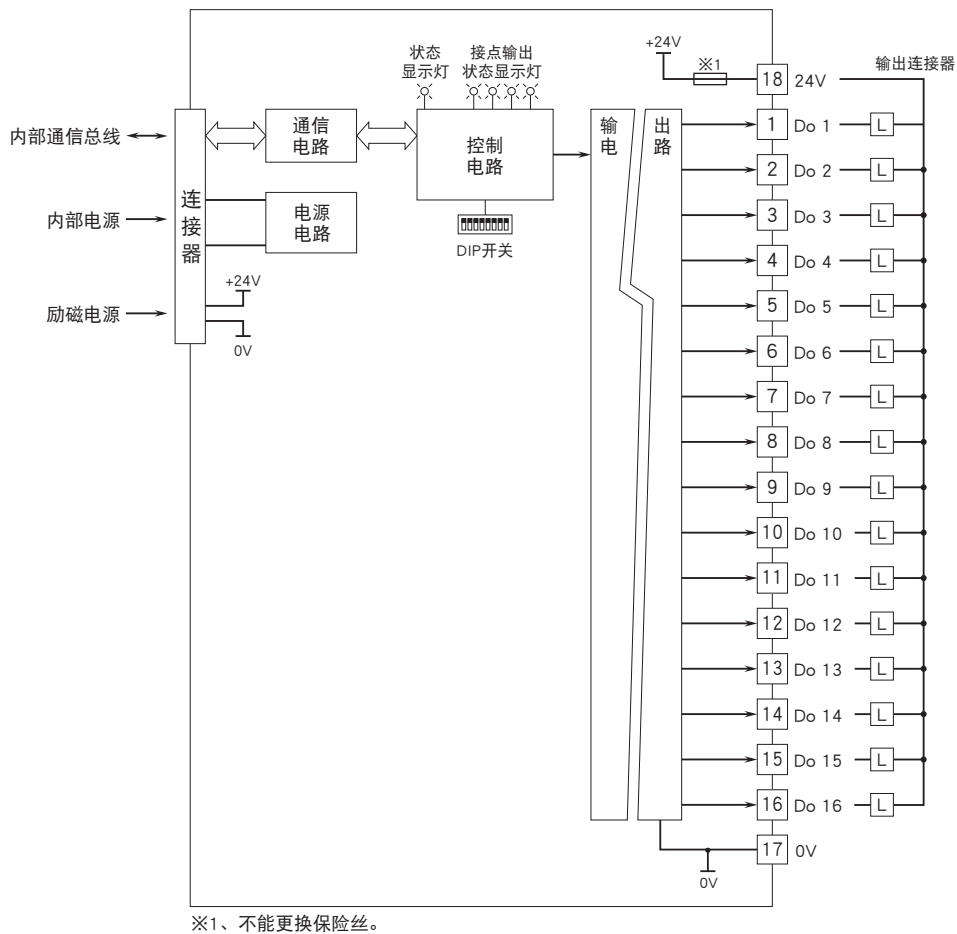 状态
显示灯
接点输出
状态显示灯
+24V
※1
18 24V
输出连接器
内部通信总线
内部电源
励磁电源
连
接
器
通信
电路
电源
电路
+24V
0V
控制
电路
DIP开关
输 出
电 路
1 Do 1 L
2 Do 2 L
3 Do 3 L
4 Do 4 L
5 Do 5 L
6 Do 6 L
7 Do 7 L
8 Do 8 L
9 Do 9 L
10 Do 10 L
11 Do 11 L
12 Do 12 L
13 Do 13 L
14 Do 14 L
15 Do 15 L
16 Do 16 L
17 0V
0V
※1、不能更换保险丝。